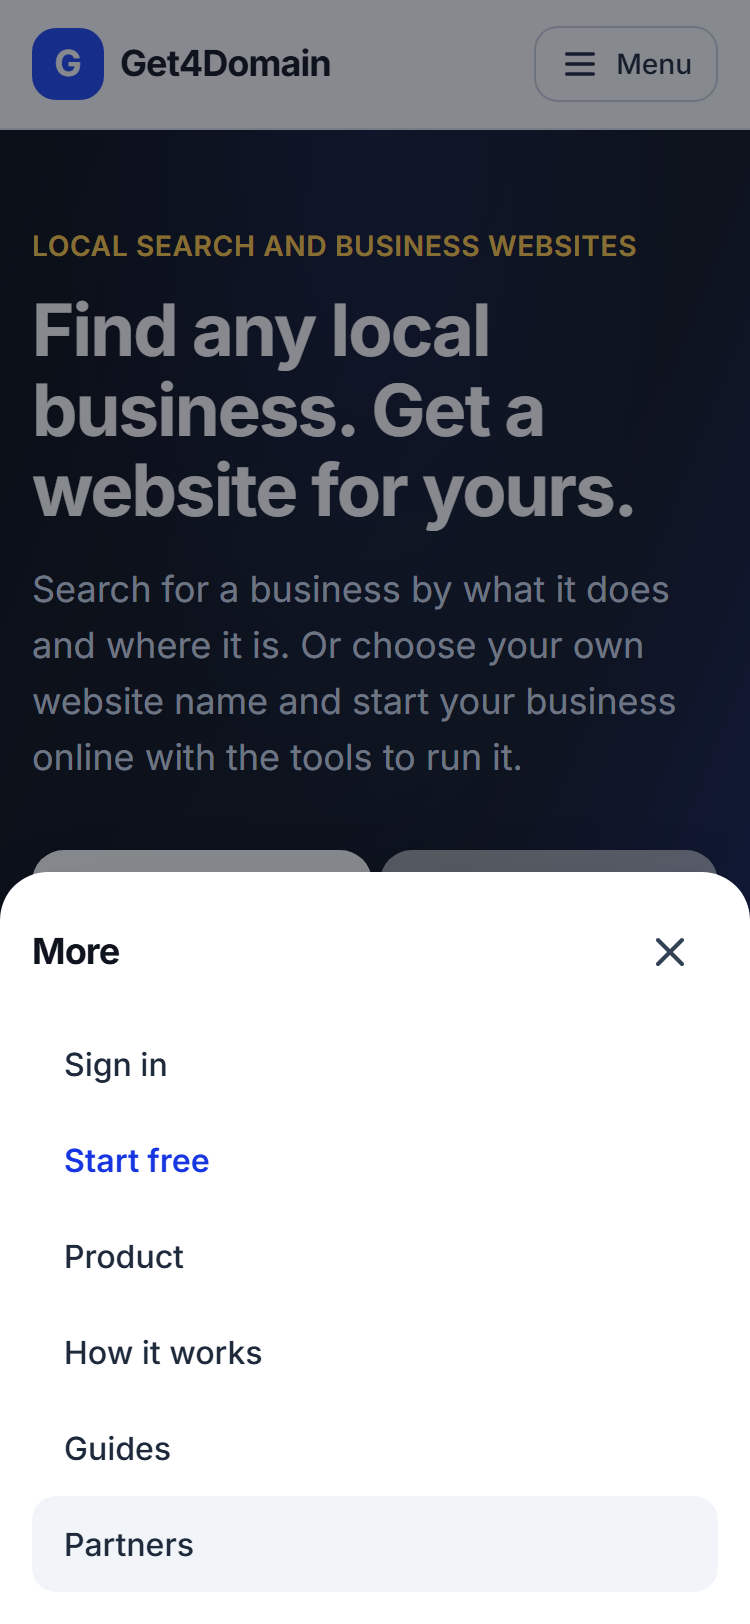 G Get4Domain
Menu
LOCAL SEARCH AND BUSINESS WEBSITES
Find any local
business. Get a
website for yours.
Search for a business by what it does
and where it is. Or choose your own
website name and start your business
online with the tools to run it.
More
Sign in
Start free
Product
How it works
Guides
Partners